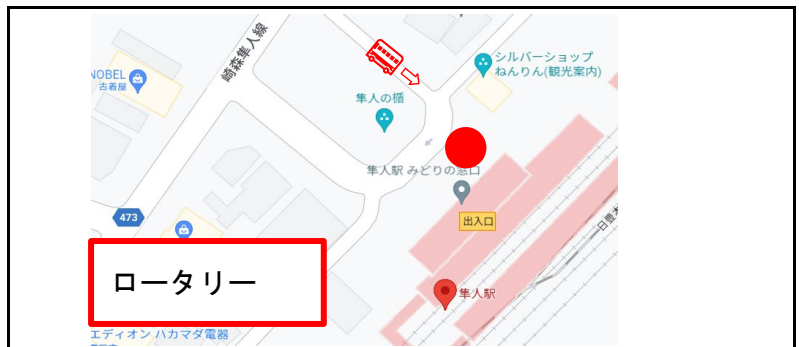 崎森隼人線
NOBEL
古着屋
シルバーショップ
ねんりん(観光案内)
隼人の楯
隼人駅 みどりの窓口
473
出入口
日豊本
ロータリー
隼人駅
エディオン ハカマダ電器